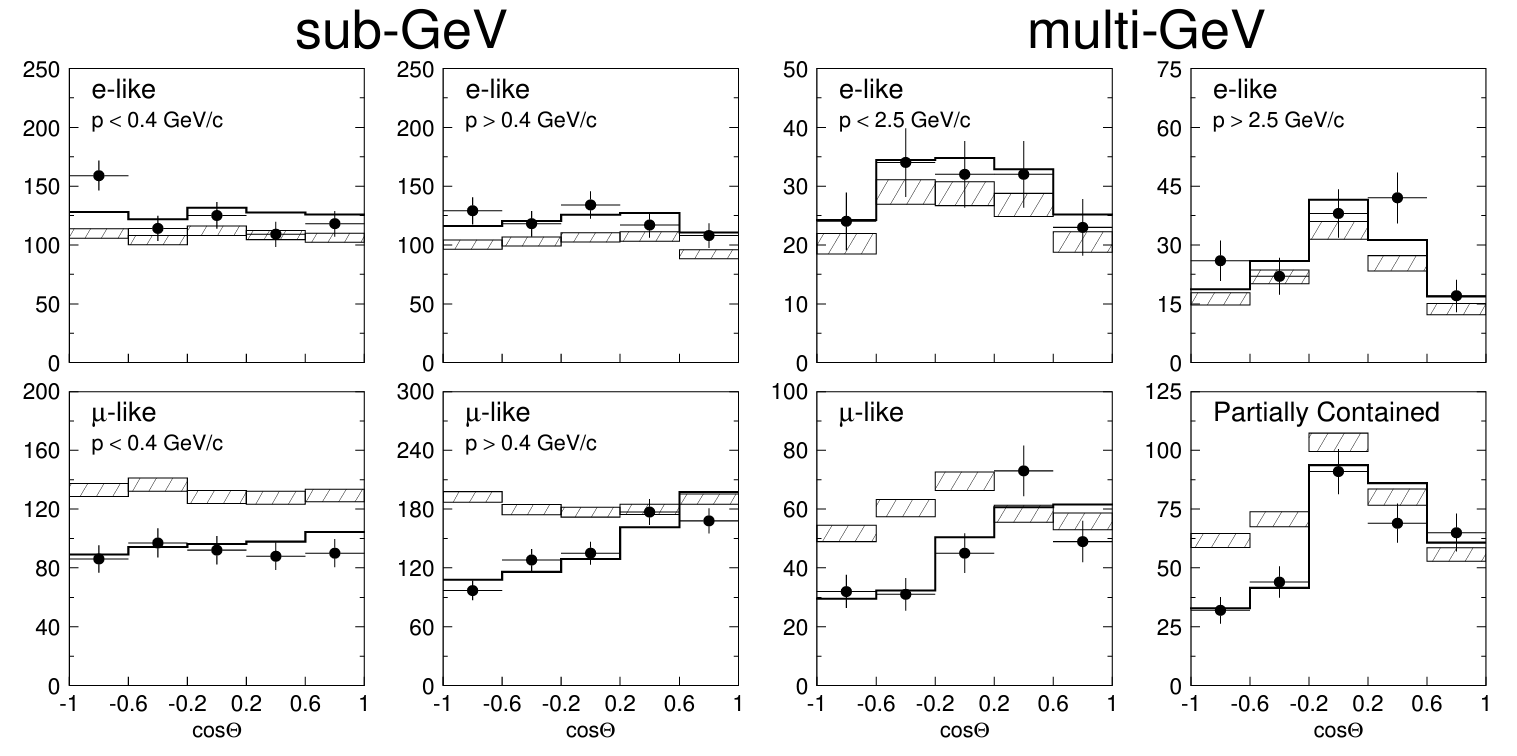 sub-GeV multi-GeV
250 250 50 75
e-like e-like e-like e-like
p < 0.4 GeV/c p > 0.4 GeV/c p < 2.5 GeV/c p > 2.5 GeV/c
200 200 40 60
150 150 30 45
100 100 20 30
50 50 10 15
0 0 0 0
200 300 100 125
μ-like μ-like μ-like Partially Contained
p < 0.4 GeV/c p > 0.4 GeV/c
160 240 80 100
120 180 60 75
80 120 40 50
40 60 20 25
0 0 0 0
-1 -0.6 -0.2 0.2 0.6 1 -1 -0.6 -0.2 0.2 0.6 1 -1 -0.6 -0.2 0.2 0.6 1 -1 -0.6 -0.2 0.2 0.6 1
cosΘ cosΘ cosΘ cosΘ